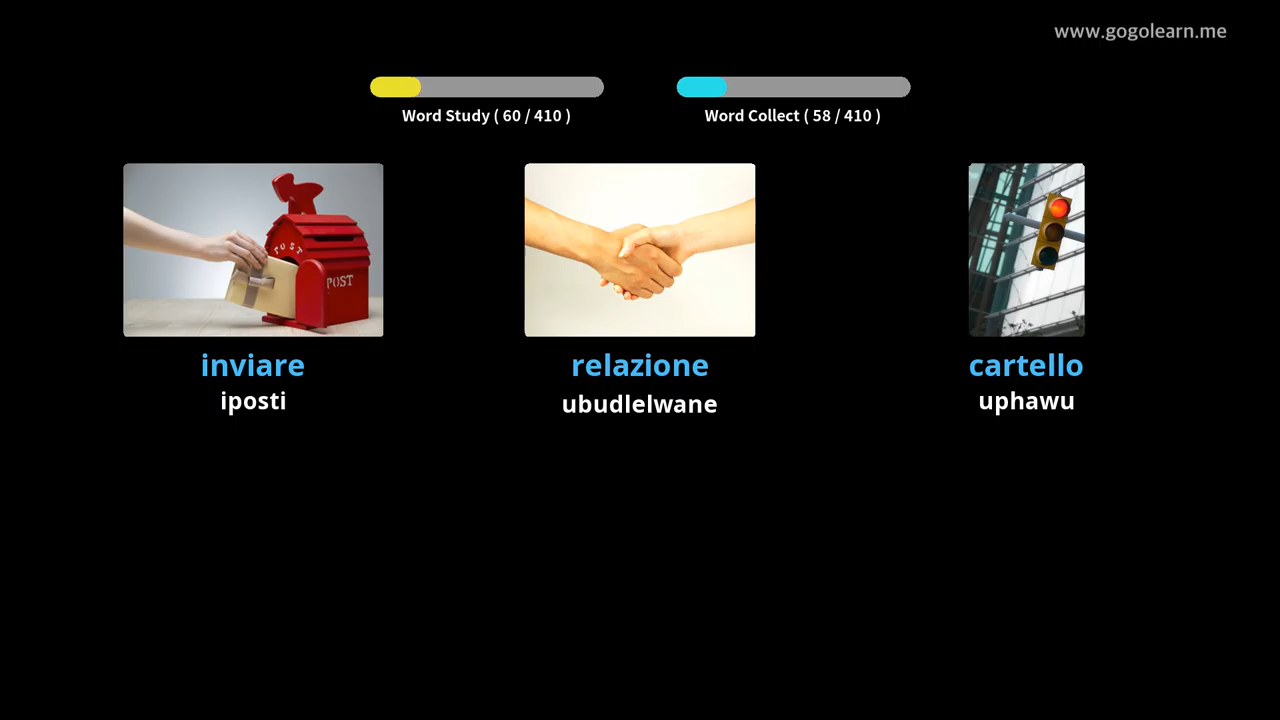 www.gogolearn.me
Word Study ( 60 / 410 )
Word Collect ( 58 / 410 )
POST
POST
inviare
relazione
cartello
iposti
ubudlelwane
uphawu